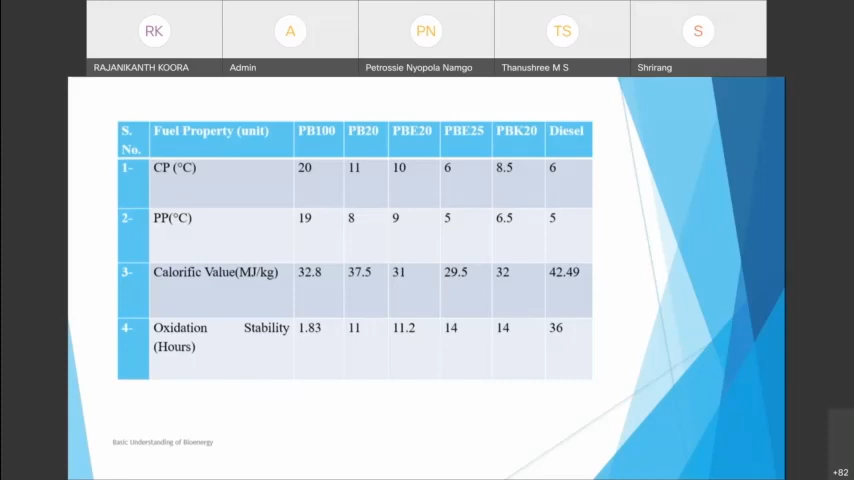 RK
A
PN
TS
S
RAJANIKANTH KOORA
Admin
Petrossie Nyopola Namgo
Thanushree M S
Shrirang
S. No. Fuel Property (unit) PB100 PB20 PBE20 PBE25 PBK20 Diesel
1- CP (°C) 20 11 10 6 8.5 6
2- PP(°C) 19 8 9 5 6.5 5
3- Calorific Value(MJ/kg) 32.8 37.5 31 29.5 32 42.49
4- Oxidation Stability (Hours) 1.83 11 11.2 14 14 36
Basic Understanding of Bioenergy
+82